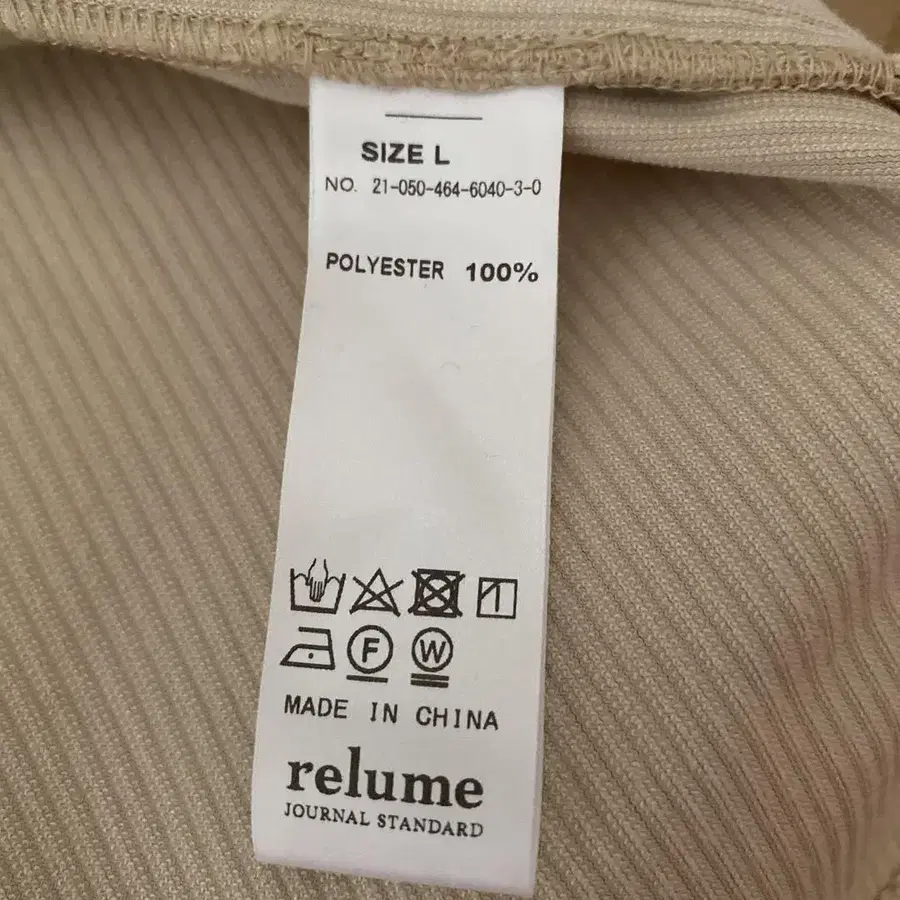 SIZE L
NO. 21-050-464-6040-3-0
POLYESTER 100%
F W
MADE IN CHINA
relume
JOURNAL STANDARD